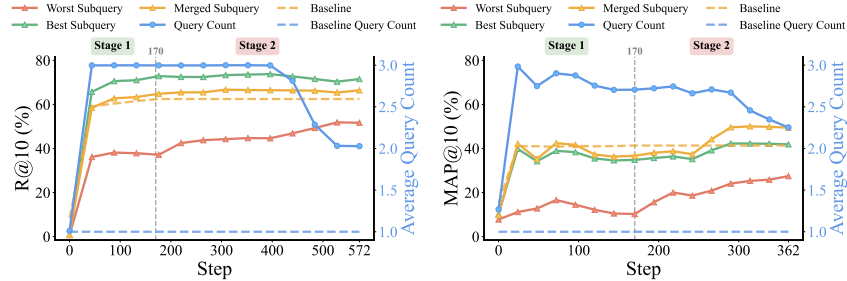 Worst Subquery Merged Subquery Baseline
Best Subquery Query Count Baseline Query Count
Stage 1 170 Stage 2
80
60
40
20
0
R@10 (%)
3.0
2.5
2.0
1.5
1.0
Average Query Count
0 100 200 300 400 500 572
Step
Worst Subquery Merged Subquery Baseline
Best Subquery Query Count Baseline Query Count
Stage 1 170 Stage 2
80
60
40
20
0
MAP@10 (%)
3.0
2.5
2.0
1.5
1.0
Average Query Count
0 100 200 300 362
Step